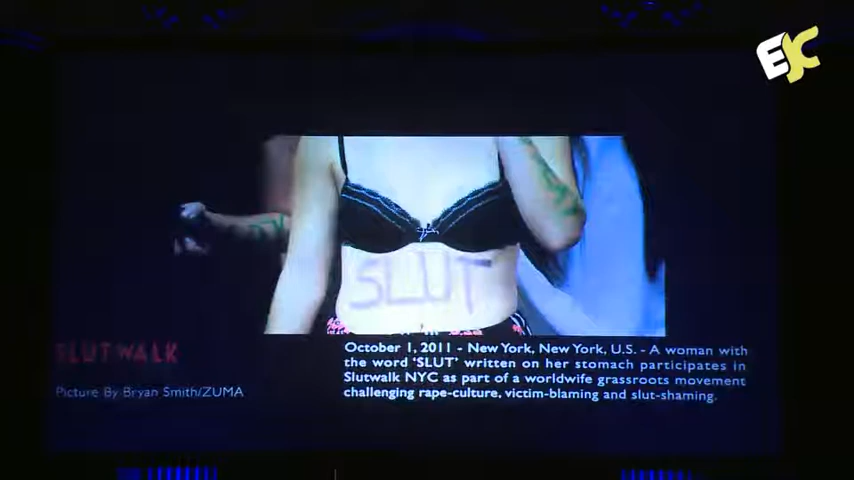 EJC
SLUT
SLUT WALK
Picture By Bryan Smith/ZUMA
October 1, 2011 - New York, New York, U.S. - A woman with
the word 'SLUT' written on her stomach participates in
Slutwalk NYC as part of a worldwife grassroots movement
challenging rape-culture, victim-blaming and slut-shaming.